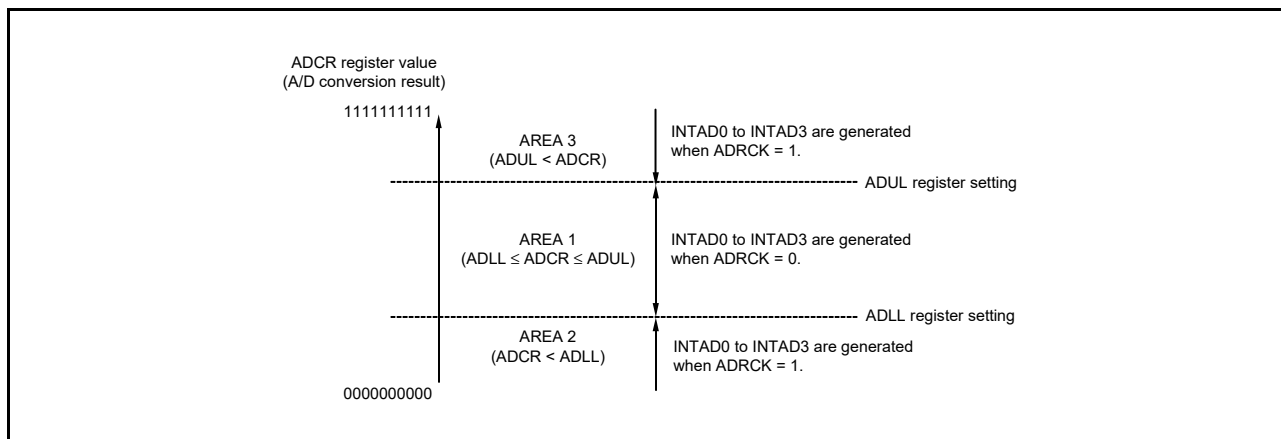 ADCR register value
(A/D conversion result)
1111111111
AREA 3
(ADUL < ADCR)
INTAD0 to INTAD3 are generated
when ADRCK = 1.
ADUL register setting
AREA 1
(ADLL ≤ ADCR ≤ ADUL)
INTAD0 to INTAD3 are generated
when ADRCK = 0.
ADLL register setting
AREA 2
(ADCR < ADLL)
INTAD0 to INTAD3 are generated
when ADRCK = 1.
0000000000